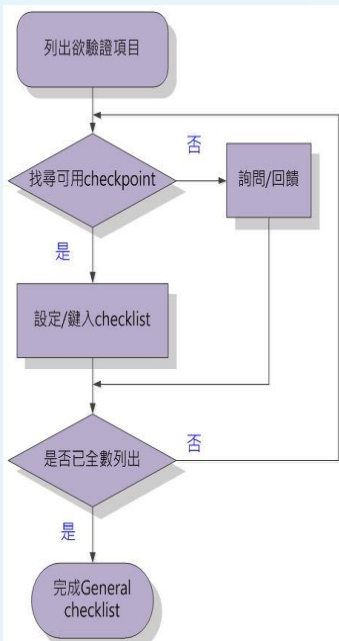 列出欲驗證項目
否
找尋可用checkpoint
詢問/回饋
是
設定/鍵入checklist
是否已全數列出
否
是
完成General
checklist